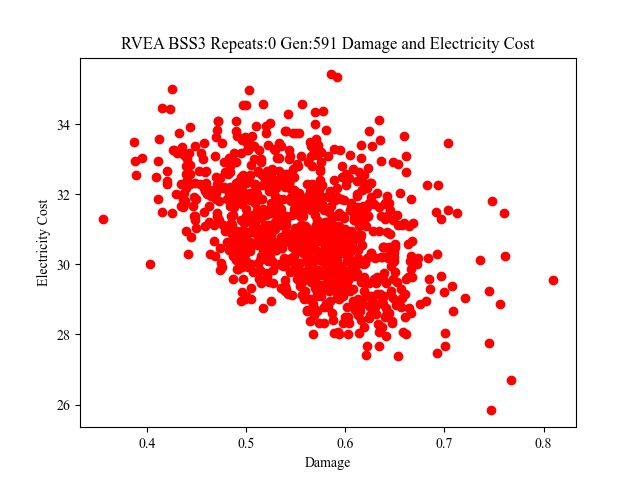 RVEA BSS3 Repeats:0 Gen:591 Damage and Electricity Cost
34
32
30
28
26
Electricity Cost
0.4 0.5 0.6 0.7 0.8
Damage